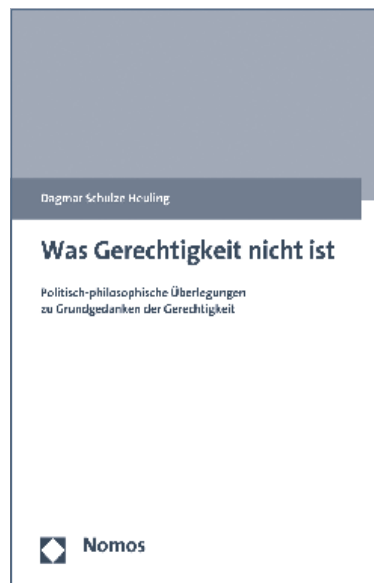 Dagmar Schulze Heuling
Was Gerechtigkeit nicht ist
Politisch-philosophische Überlegungen
zu Grundgedanken der Gerechtigkeit
Nomos